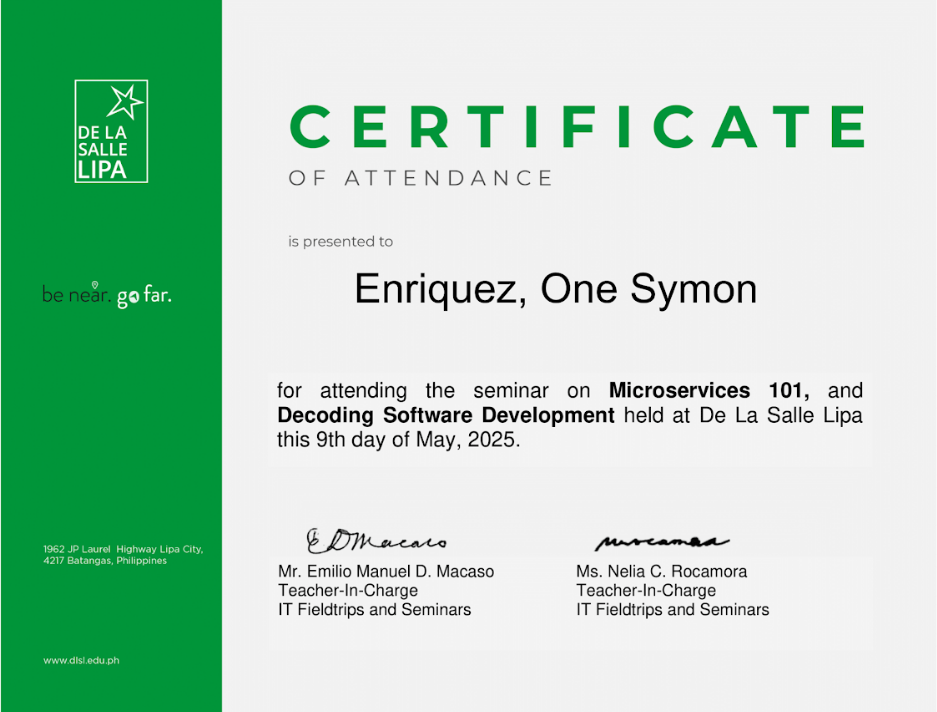 DE LA
SALLE
LIPA
be near. go far.
1962 JP Laurel Highway Lipa City,
4217 Batangas, Philippines
www.dlsl.edu.ph
CERTIFICATE
OF ATTENDANCE
is presented to
Enriquez, One Symon
for attending the seminar on Microservices 101, and
Decoding Software Development held at De La Salle Lipa
this 9th day of May, 2025.
E D Macaso
Mr. Emilio Manuel D. Macaso
Teacher-In-Charge
IT Fieldtrips and Seminars
Ms. Nelia C. Rocamora
Teacher-In-Charge
IT Fieldtrips and Seminars